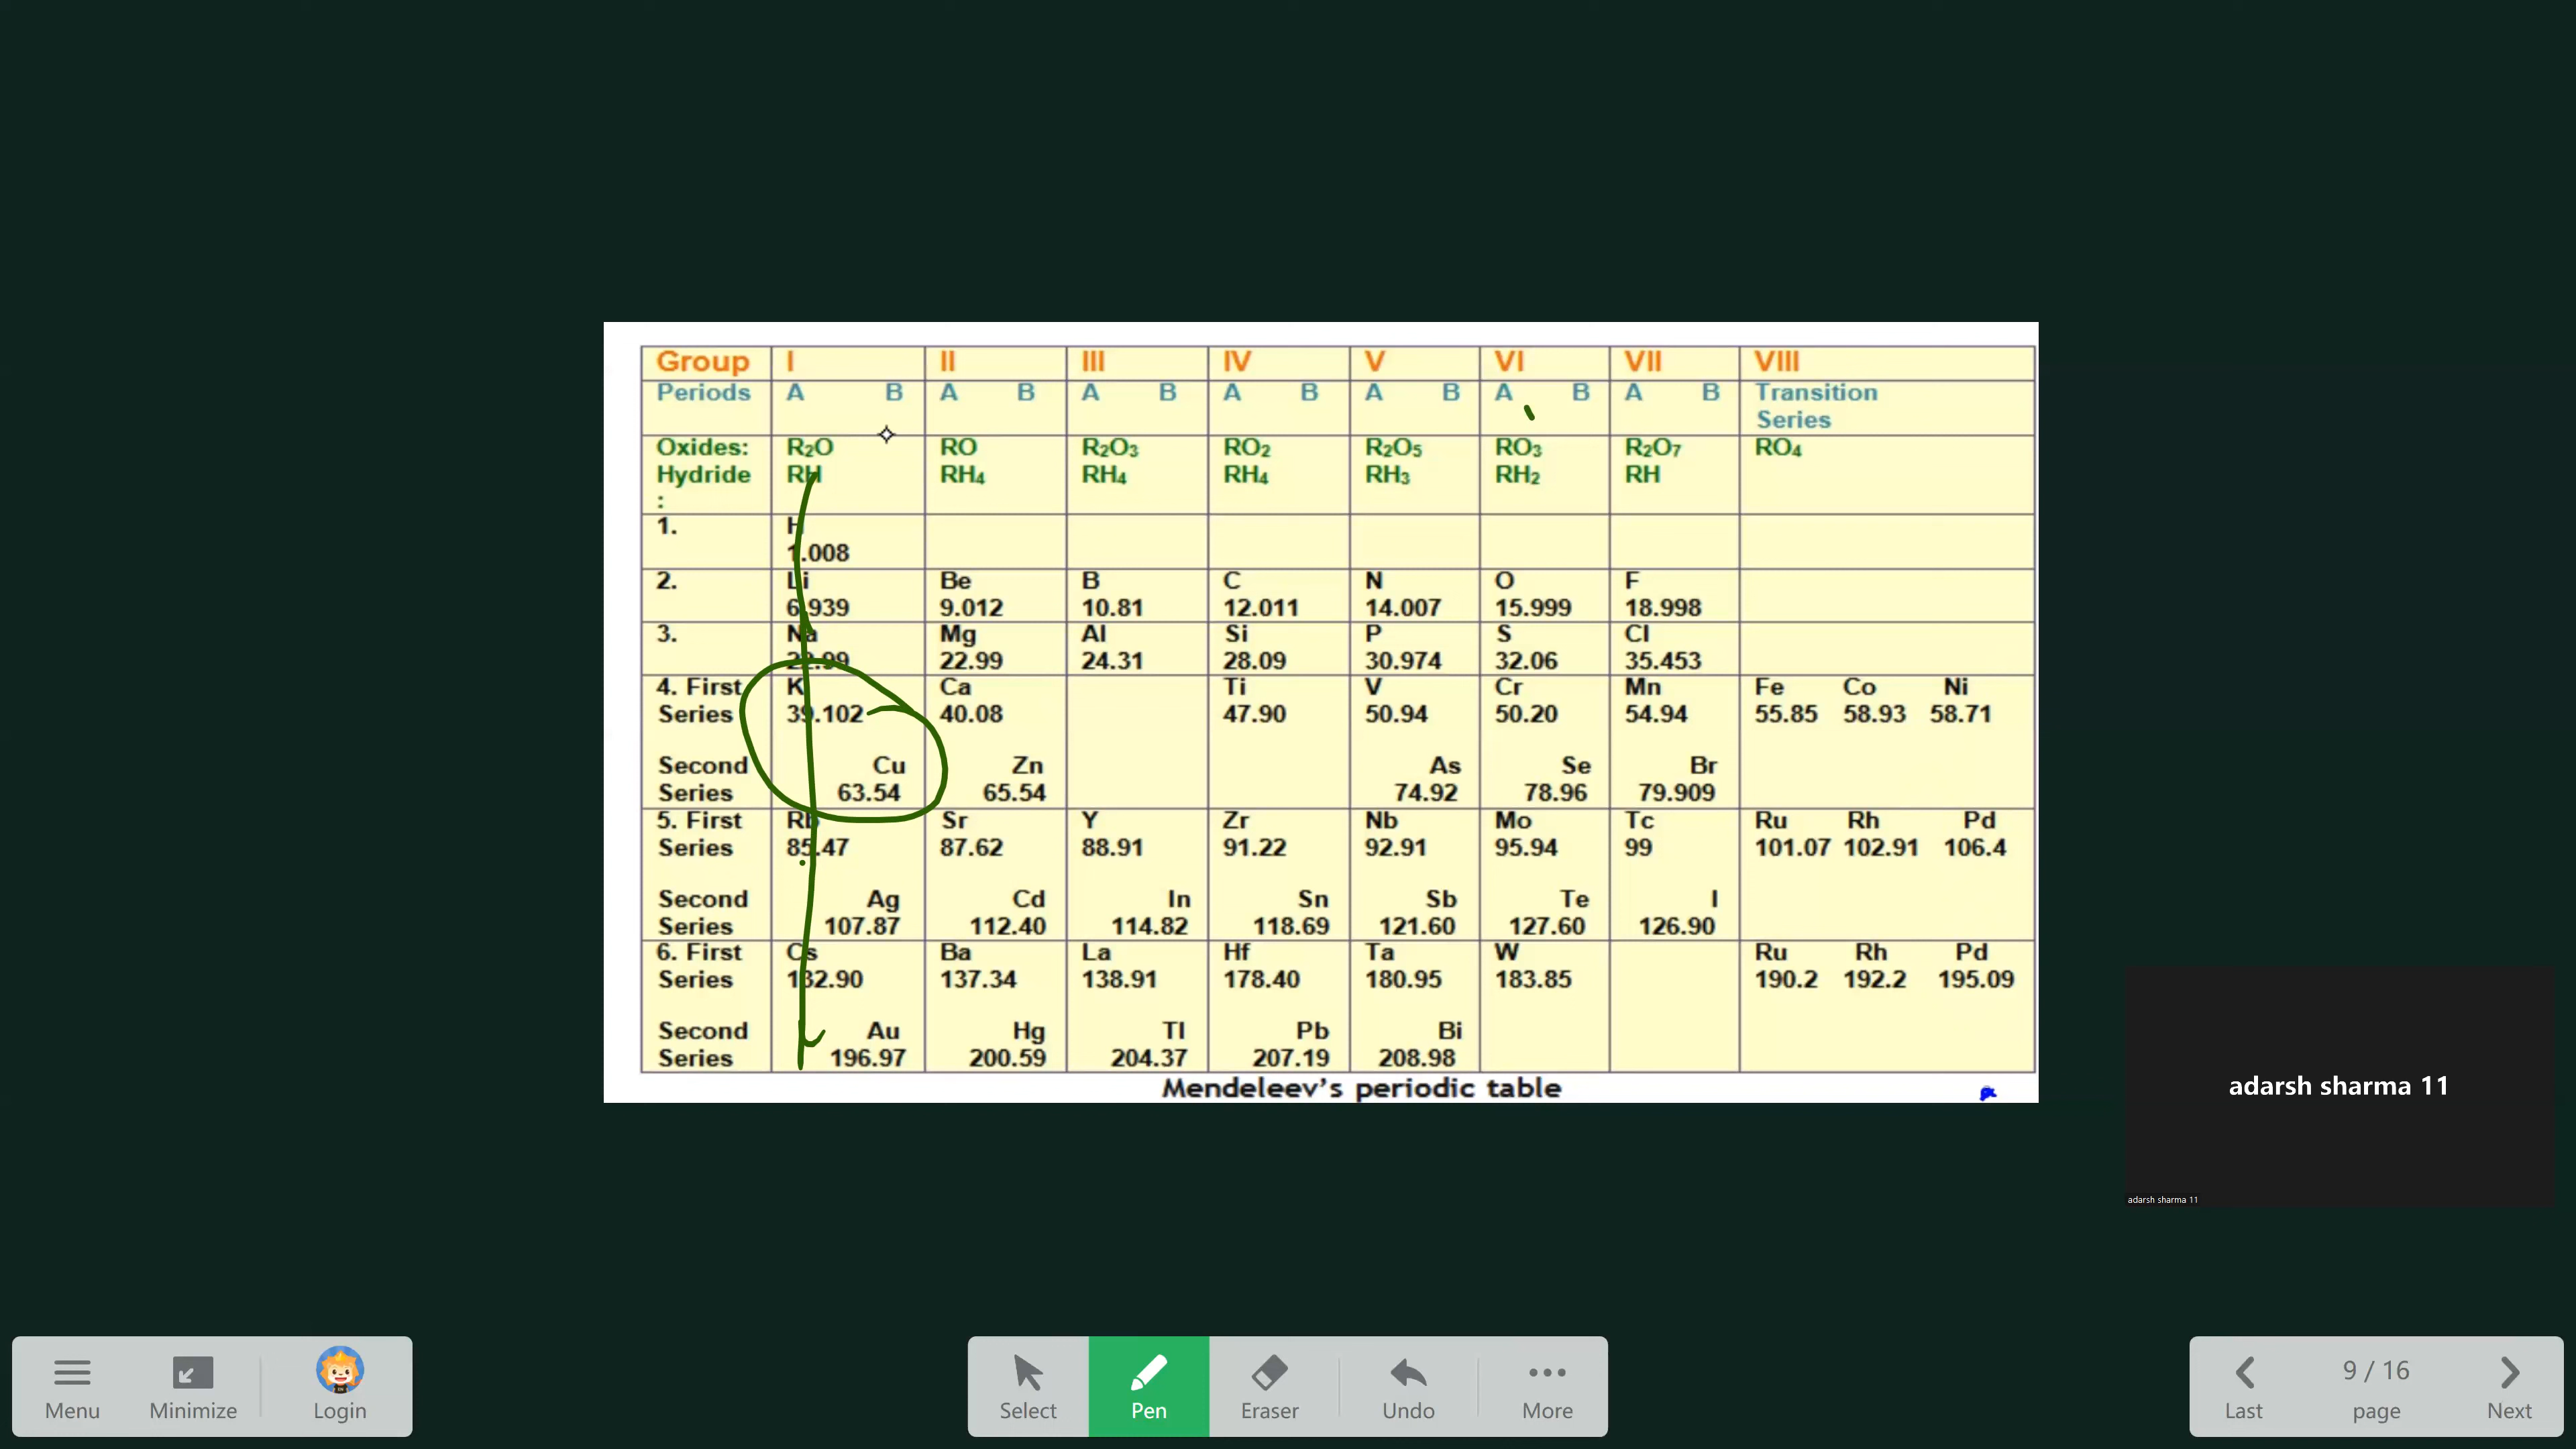 Group I II III IV V VI VII VIII
Periods A B A B A B A B A B A B A B Transition
Series
Oxides: R₂O RO R₂O₃ RO₂ R₂O₅ RO₃ R₂O₇ RO₄
Hydride RH RH₄ RH₄ RH₄ RH₃ RH₂ RH
:
1. H
1.008
2. Li Be B C N O F
6.939 9.012 10.81 12.011 14.007 15.999 18.998
3. Na Mg Al Si P S Cl
22.99 22.99 24.31 28.09 30.974 32.06 35.453
4. First K Ca Ti V Cr Mn Fe Co Ni
Series 39.102 40.08 47.90 50.94 50.20 54.94 55.85 58.93 58.71
Second Cu Zn As Se Br
Series 63.54 65.54 74.92 78.96 79.909
5. First Rb Sr Y Zr Nb Mo Tc Ru Rh Pd
Series 85.47 87.62 88.91 91.22 92.91 95.94 99 101.07 102.91 106.4
Second Ag Cd In Sn Sb Te I
Series 107.87 112.40 114.82 118.69 121.60 127.60 126.90
6. First Cs Ba La Hf Ta W Ru Rh Pd
Series 132.90 137.34 138.91 178.40 180.95 183.85 190.2 192.2 195.09
Second Au Hg Tl Pb Bi
Series 196.97 200.59 204.37 207.19 208.98
Mendeleev's periodic table
adarsh sharma 11
adarsh sharma 11
Menu Minimize Login Select Pen Eraser Undo More Last 9 / 16 page Next